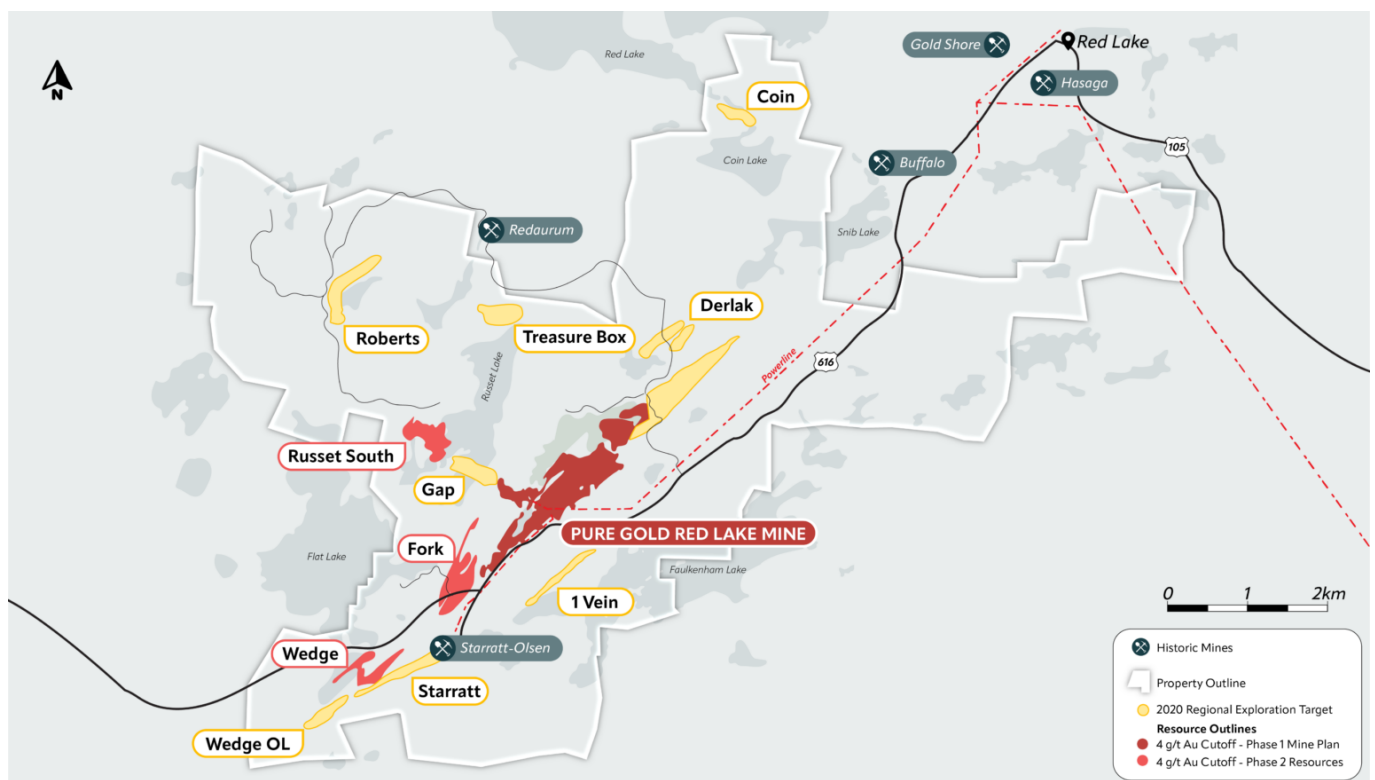 Red Lake
Gold Shore
Red Lake
Hasaga
Coin
Coin Lake
Buffalo
105
Redaurum
Snib Lake
Derlak
Roberts
Treasure Box
Russet Lake
Powerline
616
Russet South
Gap
PURE GOLD RED LAKE MINE
Fork
Flat Lake
Faulkenham Lake
1 Vein
Starratt-Olsen
Wedge
Starratt
Wedge OL
N
0 1 2km
Historic Mines
Property Outline
2020 Regional Exploration Target
Resource Outlines
4 g/t Au Cutoff - Phase 1 Mine Plan
4 g/t Au Cutoff - Phase 2 Resources